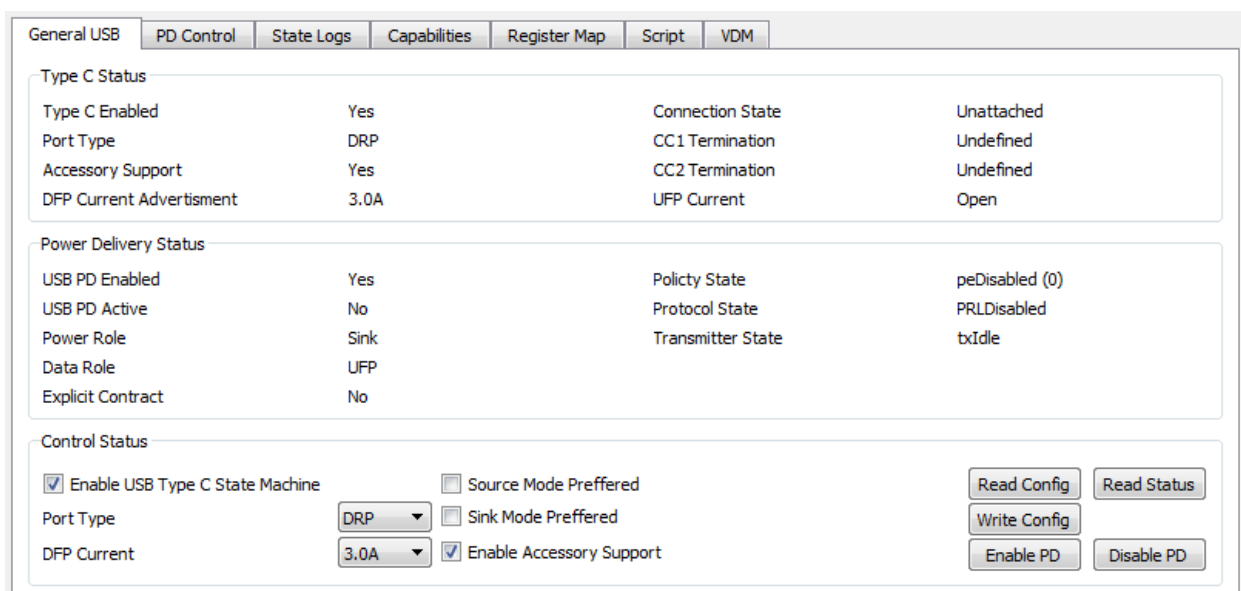 General USB PD Control State Logs Capabilities Register Map Script VDM
Type C Status
Type C Enabled Yes Connection State Unattached
Port Type DRP CC1 Termination Undefined
Accessory Support Yes CC2 Termination Undefined
DFP Current Advertisment 3.0A UFP Current Open
Power Delivery Status
USB PD Enabled Yes Policty State peDisabled (0)
USB PD Active No Protocol State PRLDisabled
Power Role Sink Transmitter State txIdle
Data Role UFP
Explicit Contract No
Control Status
Enable USB Type C State Machine Source Mode Preffered Read Config Read Status
Port Type DRP Sink Mode Preffered Write Config
DFP Current 3.0A Enable Accessory Support Enable PD Disable PD